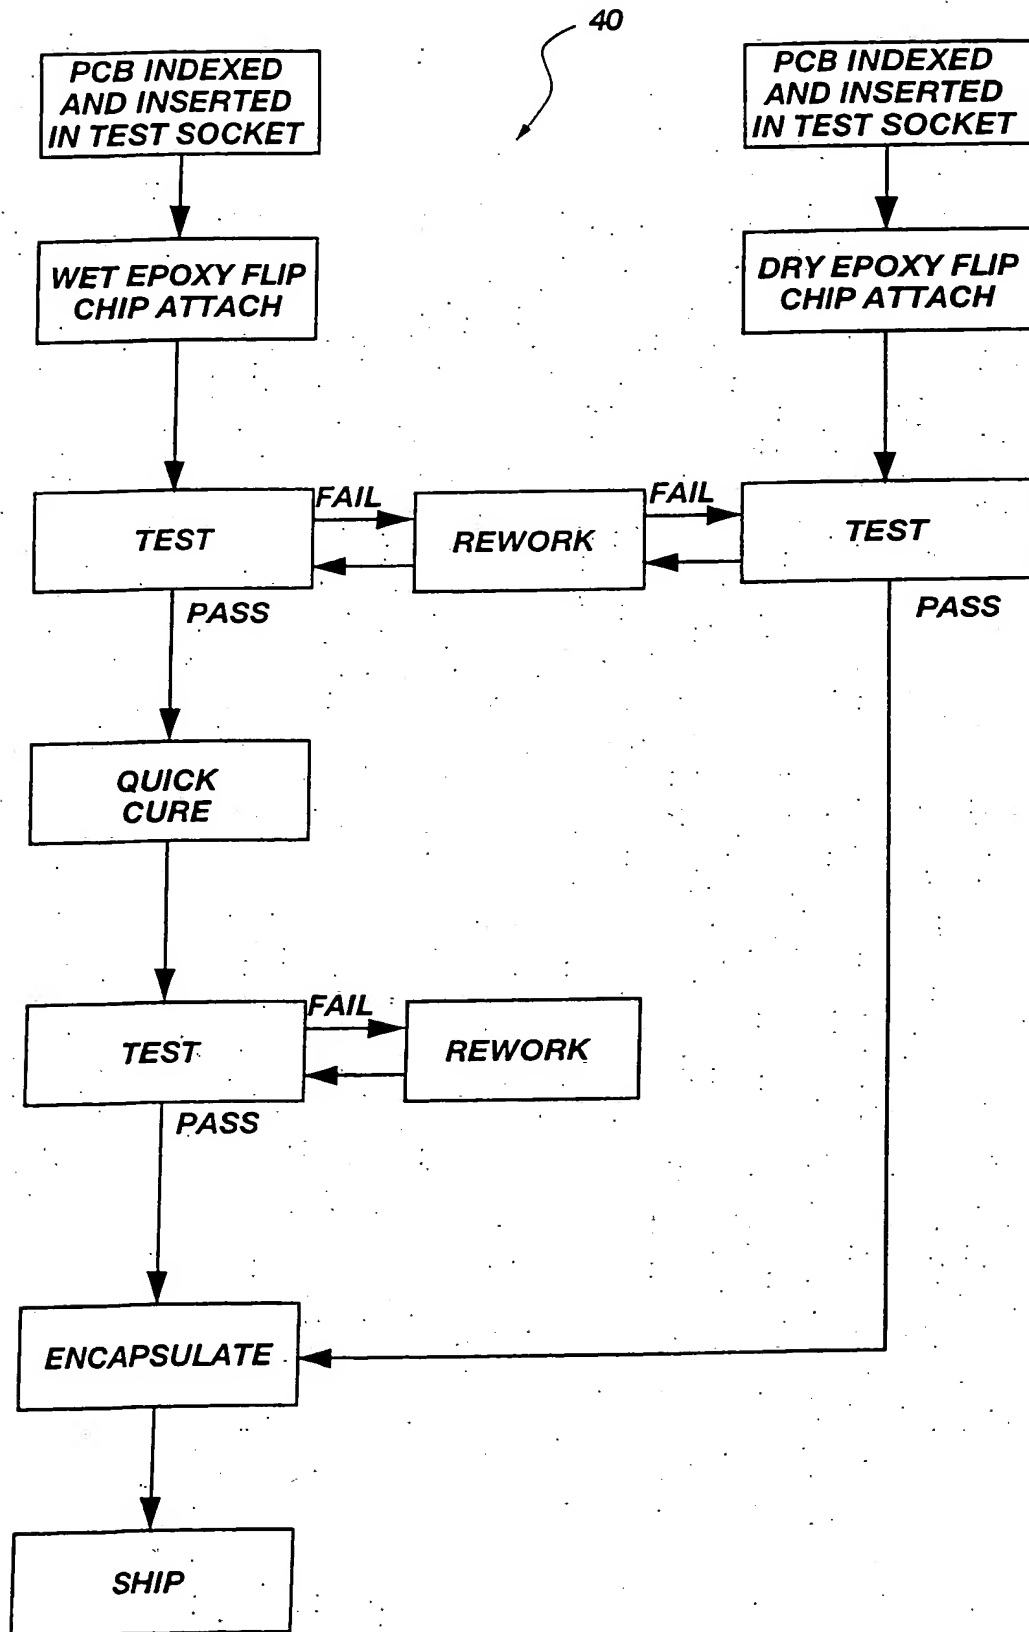 40
PCB INDEXED
AND INSERTED
IN TEST SOCKET
PCB INDEXED
AND INSERTED
IN TEST SOCKET
WET EPOXY FLIP
CHIP ATTACH
DRY EPOXY FLIP
CHIP ATTACH
TEST
FAIL
REWORK
FAIL
TEST
PASS
PASS
QUICK
CURE
TEST
FAIL
REWORK
PASS
ENCAPSULATE
SHIP